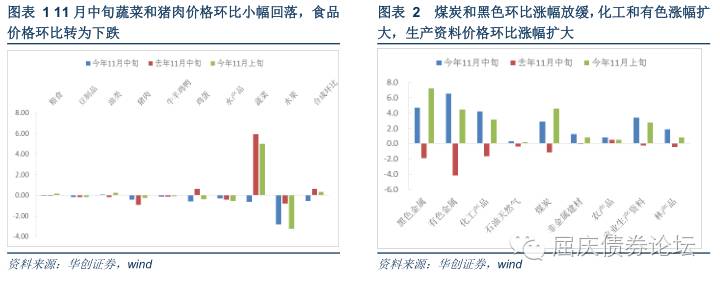 图表 1 11 月中旬蔬菜和猪肉价格环比小幅回落，食品
价格环比转为下跌
今年11月中旬 去年11月中旬 今年11月上旬
粮食 豆制品 油类 猪肉 牛羊鸡鸭 鸡蛋 水产品 蔬菜 水果 合成环比
8.00
6.00
4.00
2.00
0.00
-2.00
-4.00
资料来源：华创证券，wind
图表 2 煤炭和黑色环比涨幅放缓，化工和有色涨幅扩
大，生产资料价格环比涨幅扩大
今年11月中旬 去年11月中旬 今年11月上旬
8.0
6.0
4.0
2.0
0.0
-2.0
-4.0
-6.0
黑色金属 有色金属 化工产品 石油天然气 煤炭 非金属建材 农产品 农业生产资料 林产品
资料来源：华创证券，wind
屈庆债券论坛